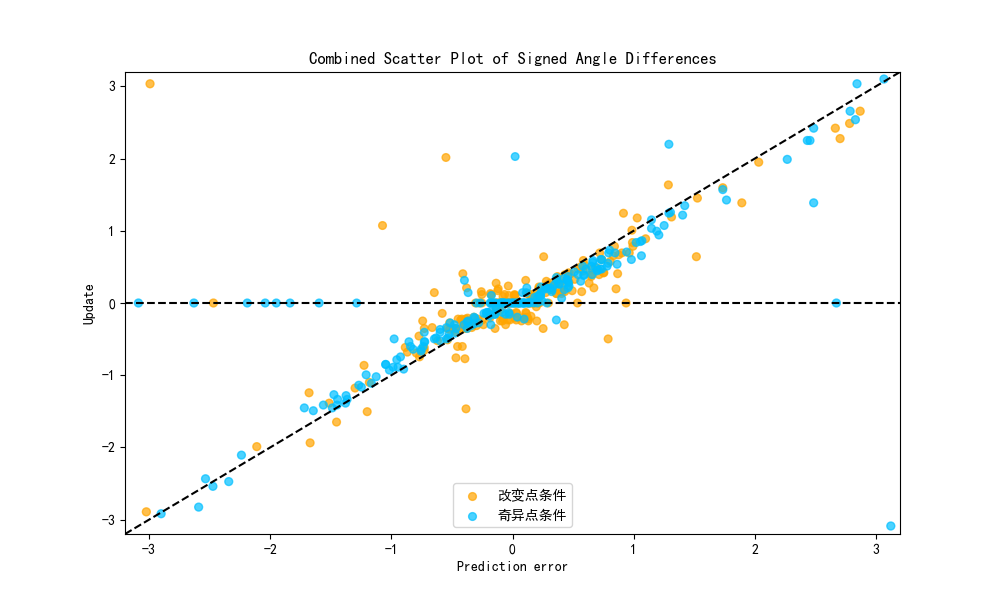 Combined Scatter Plot of Signed Angle Differences
3
2
1
0
−1
−2
−3
Update
改变点条件
奇异点条件
−3 −2 −1 0 1 2 3
Prediction error